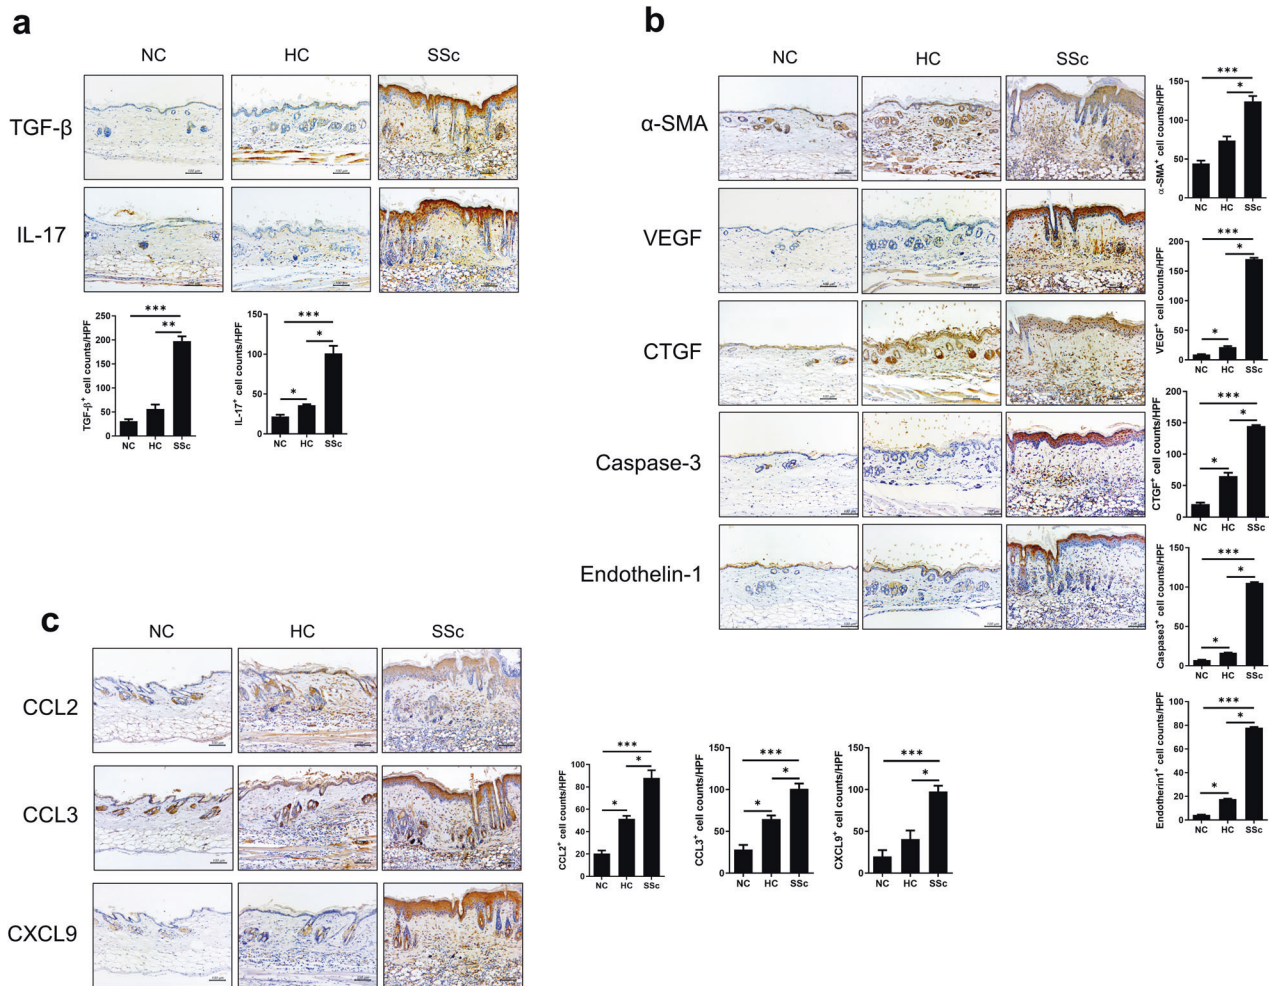 a
NC HC SSc
TGF-β
IL-17
TGF-β+ cell counts/HPF
250
200
150
100
50
0
***
**
NC HC SSc
IL-17+ cell counts/HPF
150
100
50
0
***
*
*
NC HC SSc
b
NC HC SSc
α-SMA
VEGF
CTGF
Caspase-3
Endothelin-1
α-SMA+ cell counts/HPF
150
100
50
0
***
*
NC HC SSc
VEGF+ cell counts/HPF
200
150
100
50
0
***
*
*
NC HC SSc
CTGF+ cell counts/HPF
200
150
100
50
0
***
*
*
NC HC SSc
Caspase3+ cell counts/HPF
150
100
50
0
***
*
*
NC HC SSc
Endotherin1+ cell counts/HPF
100
80
60
40
20
0
***
*
*
NC HC SSc
c
NC HC SSc
CCL2
CCL3
CXCL9
CCL2+ cell counts/HPF
100
80
60
40
20
0
***
*
*
NC HC SSc
CCL3+ cell counts/HPF
150
100
50
0
***
*
*
NC HC SSc
CXCL9+ cell counts/HPF
150
100
50
0
***
*
NC HC SSc